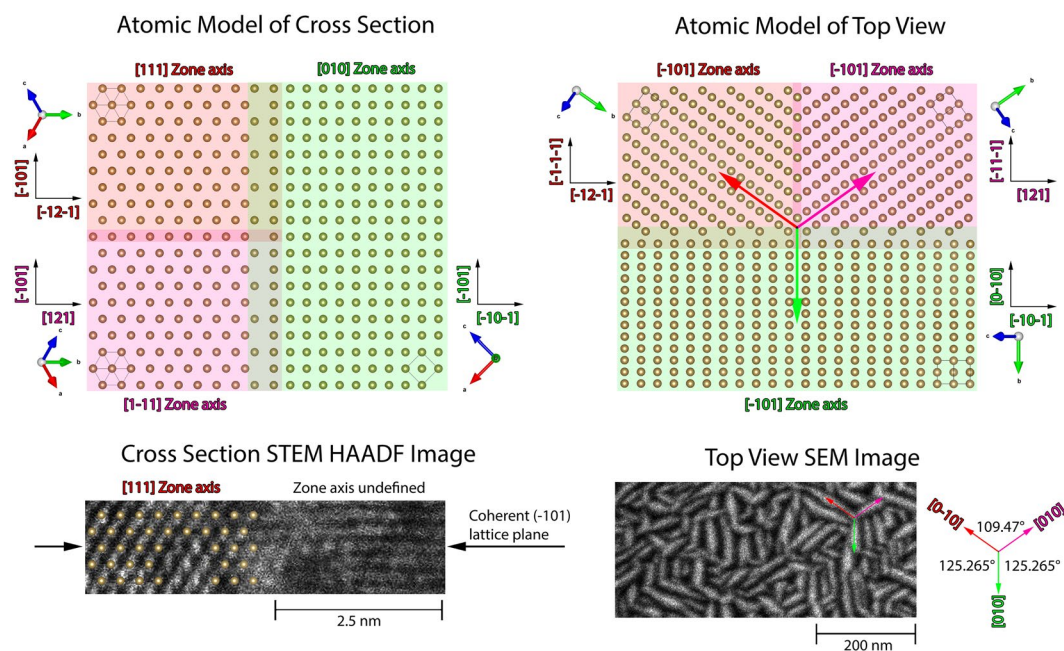 Atomic Model of Cross Section
Atomic Model of Top View
[111] Zone axis
[010] Zone axis
[-101] Zone axis
[-101] Zone axis
c
b
a
[-101]
[-12-1]
b
c
[-1-1-1]
[-12-1]
b
c
[-11-1]
[121]
[-101]
[121]
c
b
a
[-101]
[-10-1]
c
a
[0-10]
[-10-1]
c
b
[1-11] Zone axis
[-101] Zone axis
Cross Section STEM HAADF Image
Top View SEM Image
[111] Zone axis
Zone axis undefined
Coherent (-101)
lattice plane
2.5 nm
[0-10]
[010]
109.47°
125.265°
125.265°
[010]
200 nm